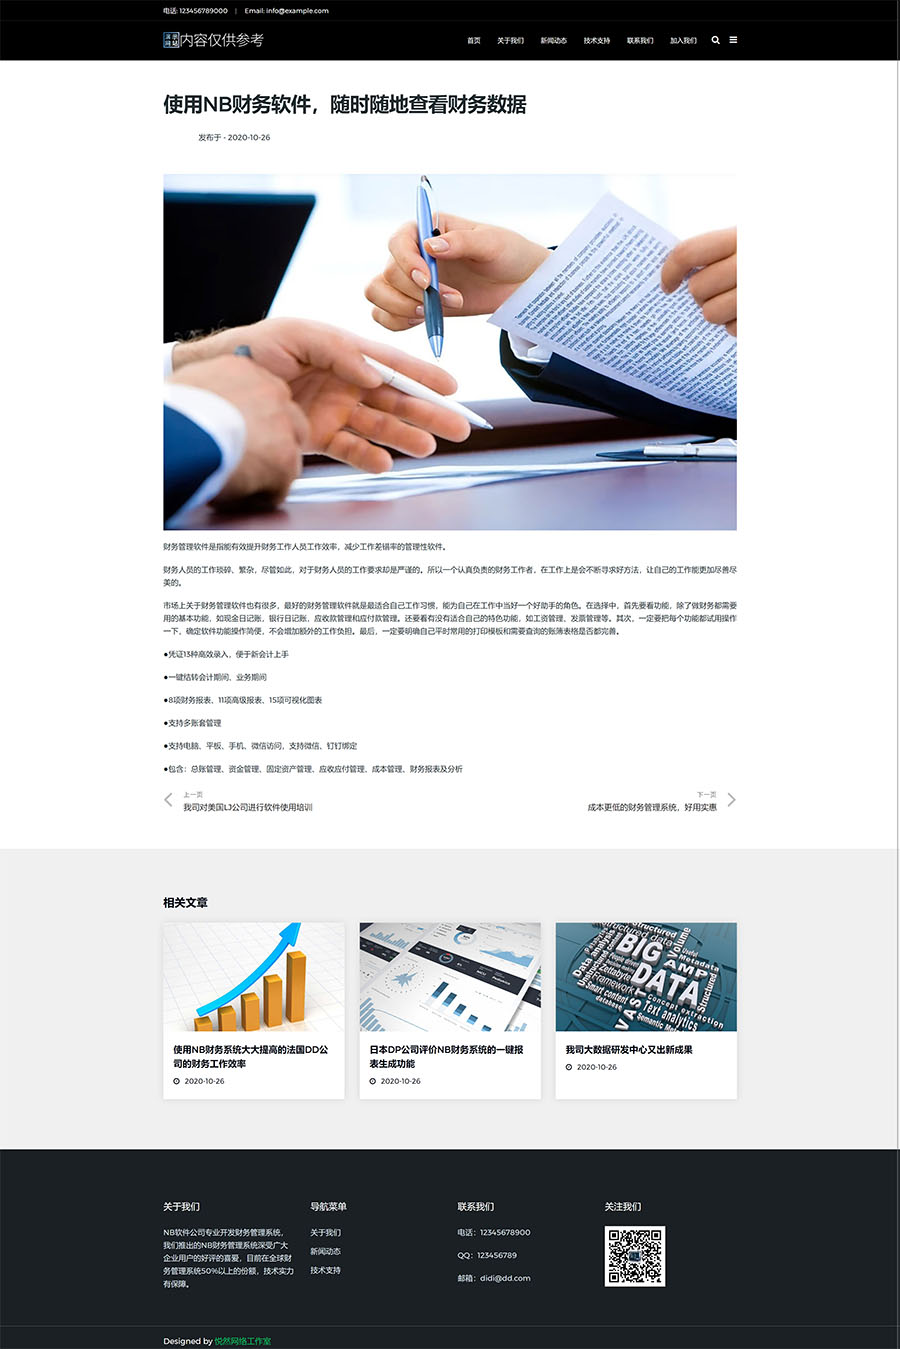 电话: 123456789000 | Email: info@example.com
演示网站内容仅供参考
首页 关于我们 新闻动态 技术支持 联系我们 加入我们
使用NB财务软件，随时随地查看财务数据
发布于 - 2020-10-26
财务管理软件是指能有效提升财务工作人员工作效率，减少工作差错率的管理性软件。
财务人员的工作琐碎、繁杂，尽管如此，对于财务人员的工作要求却是严谨的。所以一个认真负责的财务工作者，在工作上是会不断寻求好方法，让自己的工作能更加尽善尽
美的。
市场上关于财务管理软件也有很多，最好的财务管理软件就是最适合自己工作习惯，能为自己在工作中当好一个好助手的角色。在选择中，首先要看功能，除了做财务都需要
用的基本功能，如现金日记账，银行日记账，应收款管理和应付款管理。还要看有没有适合自己的特色功能，如工资管理、发票管理等。其次，一定要把每个功能都试用操作
一下，确定软件功能操作简便，不会增加额外的工作负担。最后，一定要明确自己平时常用的打印模板和需要查询的账簿表格是否都完善。
●凭证13种高效录入，便于新会计上手
●一键结转会计期间、业务期间
●8项财务报表、11项高级报表、15项可视化图表
●支持多账套管理
●支持电脑、平板、手机、微信访问，支持微信、钉钉绑定
●包含：总账管理、资金管理、固定资产管理、应收应付管理、成本管理、财务报表及分析
上一页
我司对美国LJ公司进行软件使用培训
下一页
成本更低的财务管理系统，好用实惠
相关文章
BIG
DATA
AMP
VAST
Volume
Metadata
Structured
Zettabyte
Framework
Data analysis
Smart content
database
Concept extraction
Text analytics
Semantic
使用NB财务系统大大提高的法国DD公
司的财务工作效率
2020-10-26
日本DP公司评价NB财务系统的一键报
表生成功能
2020-10-26
我司大数据研发中心又出新成果
2020-10-26
关于我们
NB软件公司专业开发财务管理系统，
我们推出的NB财务管理系统深受广大
企业用户的好评的喜爱，目前在全球财
务管理系统50%以上的份额，技术实力
有保障。
导航菜单
关于我们
新闻动态
技术支持
联系我们
电话：12345678900
QQ：123456789
邮箱：didi@dd.com
关注我们
Designed by 悦然网络工作室